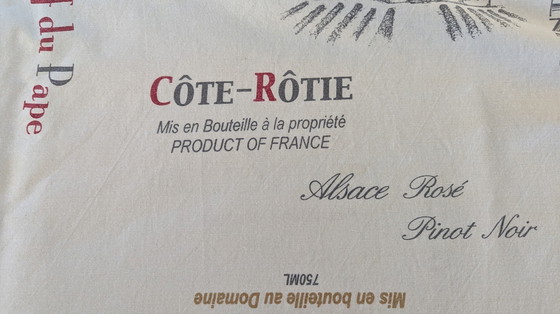 f du Pape
CÔTE-RÔTIE
Mis en Bouteille à la propriété
PRODUCT OF FRANCE
Alsace Rosé
Pinot Noir
Mis en bouteille au Domaine
750ML